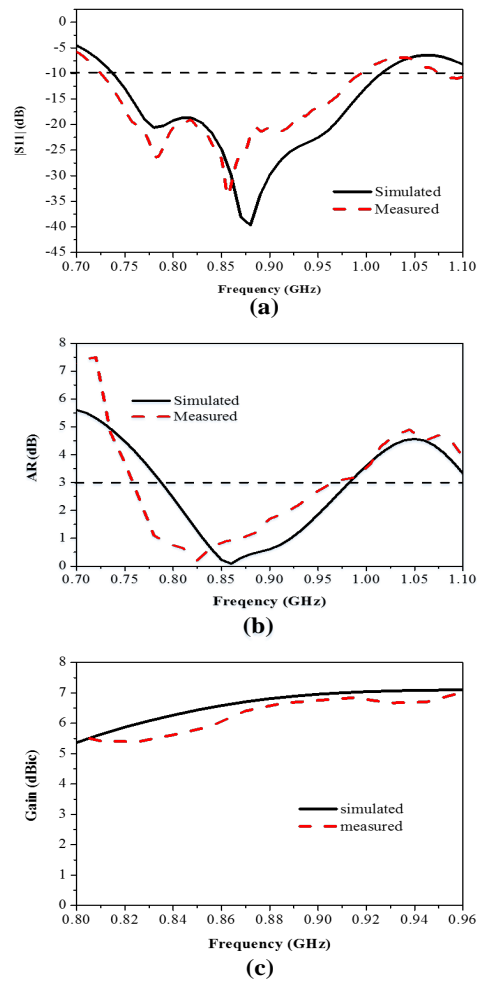 0
-5
-10
-15
-20
-25
-30
-35
-40
-45
|S11| (dB)
Simulated
Measured
0.70 0.75 0.80 0.85 0.90 0.95 1.00 1.05 1.10
Frequency (GHz)
(a)
8
7
6
5
4
3
2
1
0
AR (dB)
Simulated
Measured
0.70 0.75 0.80 0.85 0.90 0.95 1.00 1.05 1.10
Freqency (GHz)
(b)
8
7
6
5
4
3
2
1
0
Gain (dBic)
simulated
measured
0.80 0.82 0.84 0.86 0.88 0.90 0.92 0.94 0.96
Frequency (GHz)
(c)